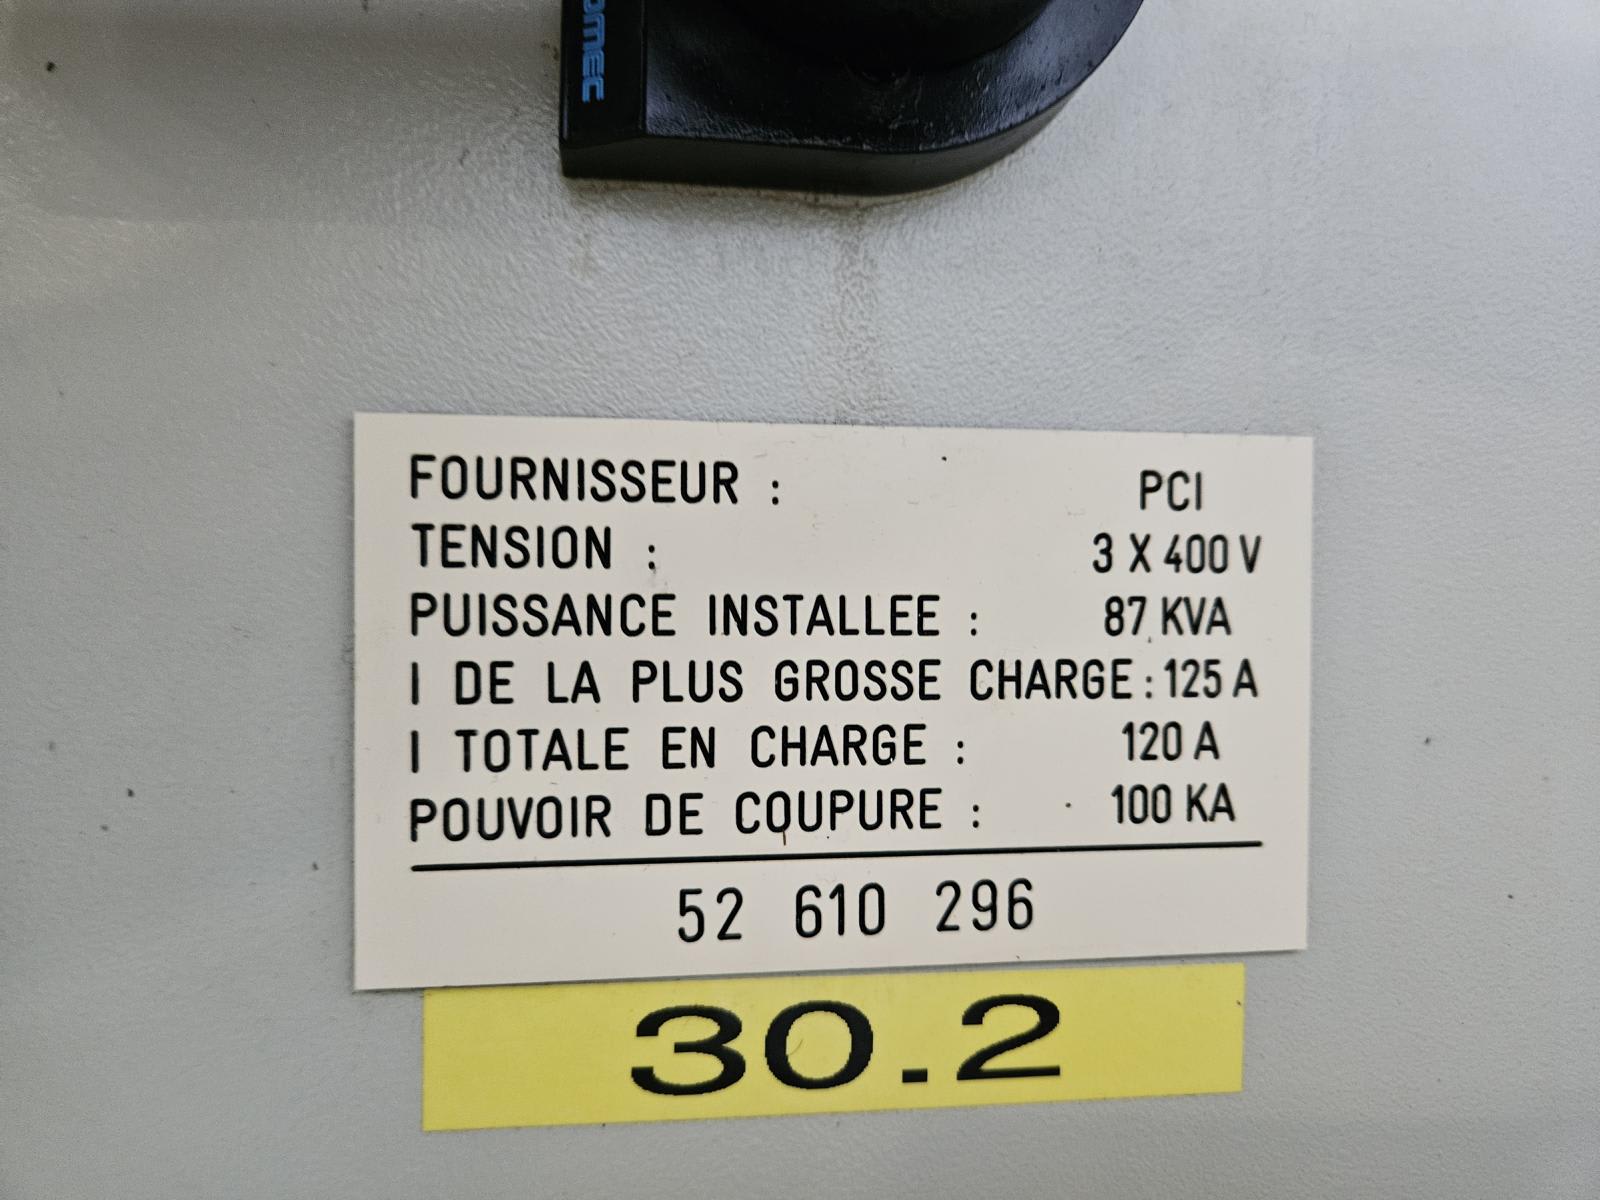 OMEC
FOURNISSEUR : PCI
TENSION : 3 X 400 V
PUISSANCE INSTALLEE : 87 KVA
I DE LA PLUS GROSSE CHARGE : 125 A
I TOTALE EN CHARGE : 120 A
POUVOIR DE COUPURE : 100 KA
52 610 296
30.2